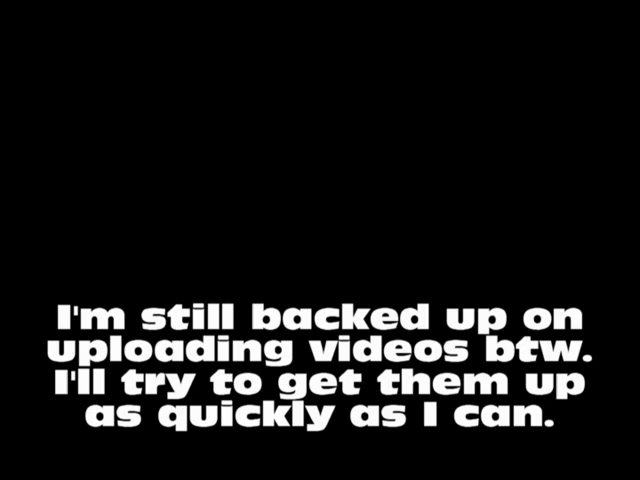 I'm still backed up on
uploading videos btw.
I'll try to get them up
as quickly as I can.